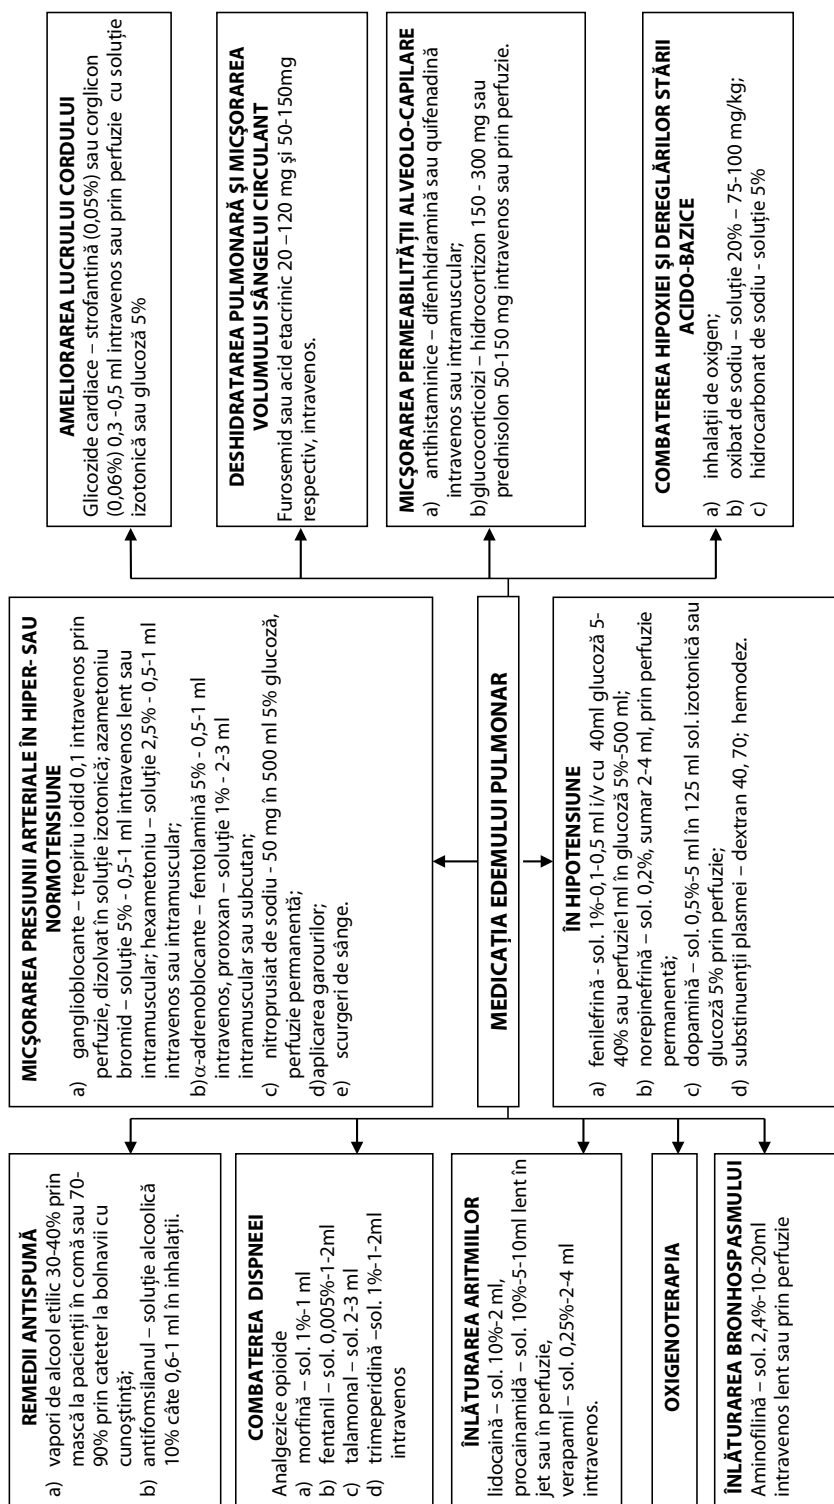 REMEDII ANTISPUMĂ
a) vapori de alcool etilic 30-40% prin
mască la pacienții în comă sau 70-
90% prin cateter la bolnavii cu
cunoștință;
b) antifomsilanul – soluție alcoolică
10% câte 0,6-1 ml în inhalații.
COMBATEREA DISPNEEI
Analgezice opioide
a) morfină – sol. 1%-1 ml
b) fentanil – sol. 0,005%-1-2ml
c) talamonal – sol. 2-3 ml
d) trimeperidină –sol. 1%-1-2ml
intravenos
ÎNLĂTURAREA ARITMIILOR
lidocaină – sol. 10%-2 ml,
procainamidă – sol. 10%-5-10ml lent în
jet sau în perfuzie,
verapamil – sol. 0,25%-2-4 ml
intravenos.
OXIGENOTERAPIA
ÎNLĂTURAREA BRONHOSPASMULUI
Aminofilină – sol. 2,4%-10-20ml
intravenos lent sau prin perfuzie
MICŞORAREA PRESIUNII ARTERIALE ÎN HIPER- SAU
NORMOTENSIUNE
a) ganglioblocante – trepiriu iodid 0,1 intravenos prin
perfuzie, dizolvat în soluție izotonică; azametoniu
bromid – soluție 5% - 0,5-1 ml intravenos lent sau
intramuscular; hexametoniu – soluție 2,5% - 0,5-1 ml
intravenos sau intramuscular;
b)α-adrenoblocante – fentolamină 5% - 0,5-1 ml
intravenos, proroxan – soluție 1% - 2-3 ml
intramuscular sau subcutan;
c) nitroprusiat de sodiu - 50 mg în 500 ml 5% glucoză,
perfuzie permanentă;
d)aplicarea garourilor;
e) scurgeri de sânge.
MEDICAȚIA EDEMULUI PULMONAR
ÎN HIPOTENSIUNE
a) fenilefrină - sol. 1%-0,1-0,5 ml i/v cu 40ml glucoză 5-
40% sau perfuzie1ml în glucoză 5%-500 ml;
b) norepinefrină – sol. 0,2%, sumar 2-4 ml, prin perfuzie
permanentă;
c) dopamină – sol. 0,5%-5 ml în 125 ml sol. izotonică sau
glucoză 5% prin perfuzie;
d) substinuenții plasmei – dextran 40, 70; hemodez.
AMELIORAREA LUCRULUI CORDULUI
Glicozide cardiace – strofantină (0,05%) sau corglicon
(0,06%) 0,3 -0,5 ml intravenos sau prin perfuzie cu soluție
izotonică sau glucoză 5%
DESHIDRATAREA PULMONARĂ ŞI MICŞORAREA
VOLUMULUI SÂNGELUI CIRCULANT
Furosemid sau acid etacrinic 20 –120 mg şi 50-150mg
respectiv, intravenos.
MICŞORAREA PERMEABILITĂȚII ALVEOLO-CAPILARE
a) antihistaminice – difenhidramină sau quifenadină
intravenos sau intramuscular;
b)glucocorticoizi – hidrocortizon 150 - 300 mg sau
prednisolon 50-150 mg intravenos sau prin perfuzie.
COMBATEREA HIPOXIEI ŞI DEREGLĂRILOR STĂRII
ACIDO-BAZICE
a) inhalații de oxigen;
b) oxibat de sodiu – soluție 20% – 75-100 mg/kg;
c) hidrocarbonat de sodiu - soluție 5%